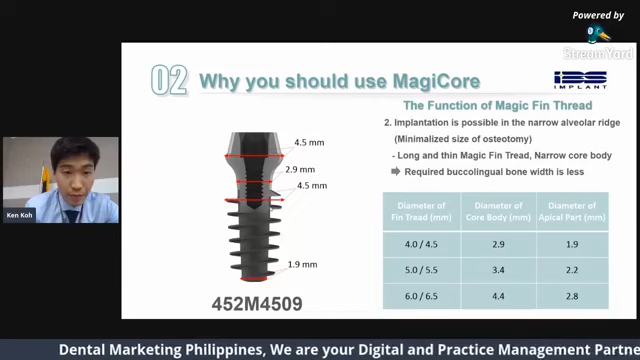 Powered by
StreamYard
02 Why you should use MagiCore
IBS
IMPLANT
The Function of Magic Fin Thread
2. Implantation is possible in the narrow alveolar ridge
(Minimalized size of osteotomy)
- Long and thin Magic Fin Tread, Narrow core body
Required buccolingual bone width is less
4.5 mm
2.9 mm
4.5 mm
1.9 mm
452M4509
Diameter of Fin Tread (mm) Diameter of Core Body (mm) Diameter of Apical Part (mm)
4.0 / 4.5 2.9 1.9
5.0 / 5.5 3.4 2.2
6.0 / 6.5 4.4 2.8
Ken Koh
Dental Marketing Philippines, We are your Digital and Practice Management Partne